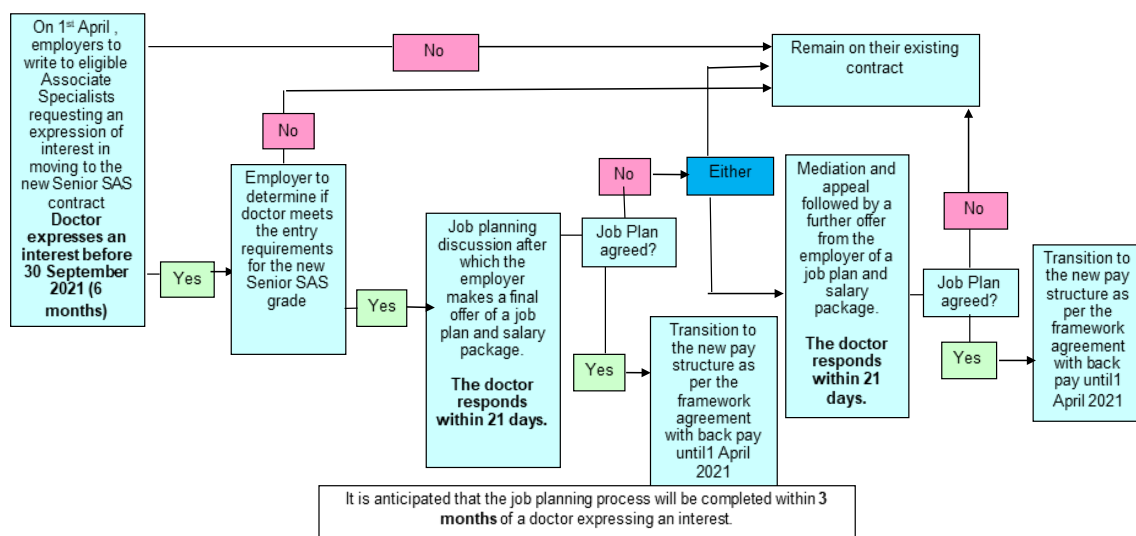 On 1st April ,
employers to
write to eligible
Associate
Specialists
requesting an
expression of
interest in
moving to the
new Senior SAS
contract
Doctor
expresses an
interest before
30 September
2021 (6
months)
No
Remain on their existing
contract
No
Yes
Employer to
determine if
doctor meets
the entry
requirements
for the new
Senior SAS
grade
Yes
Job planning
discussion after
which the
employer
makes a final
offer of a job
plan and salary
package.
The doctor
responds
within 21 days.
No
Job Plan
agreed?
Yes
Either
Transition to
the new pay
structure as
per the
framework
agreement
with back pay
until1 April
2021
Mediation and
appeal
followed by a
further offer
from the
employer of a
job plan and
salary
package.
The doctor
responds
within 21 days.
No
Job Plan
agreed?
Yes
Transition to
the new pay
structure as
per the
framework
agreement
with back
pay until1
April 2021
It is anticipated that the job planning process will be completed within 3
months of a doctor expressing an interest.